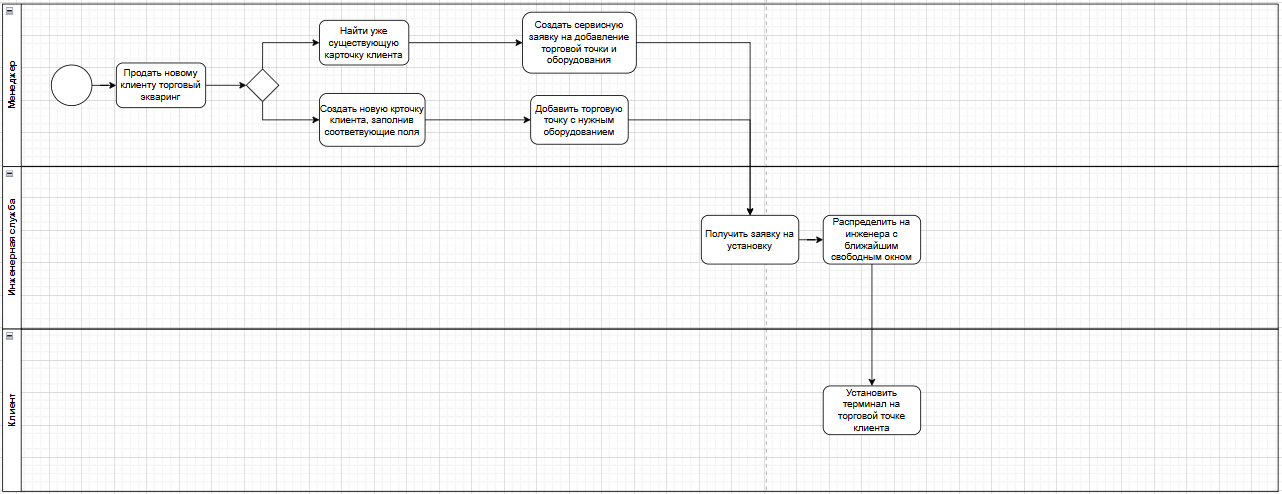 Менеджер
Продать новому
клиенту торговый
экваринг
Найти уже
существующую
карточку клиента
Создать сервисную
заявку на добавление
торговой точки и
оборудования
Создать новую крточку
клиента, заполнив
соответвующие поля
Добавить торговую
точку с нужным
оборудованием
Инженерная служба
Получить заявку на
установку
Распределить на
инженера с
ближайшим
свободным окном
Клиент
Установить
терминал на
торговой точке
клиента